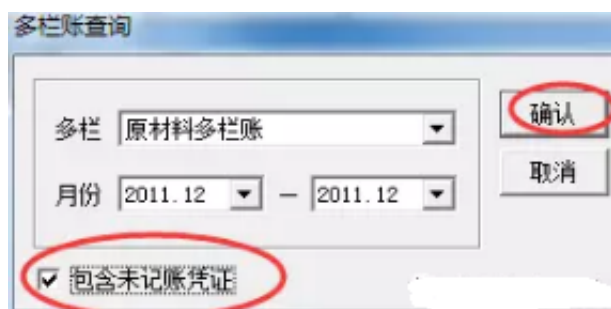 多栏账查询
多栏 原材料多栏账
确认
月份 2011.12 — 2011.12
取消
包含未记账凭证